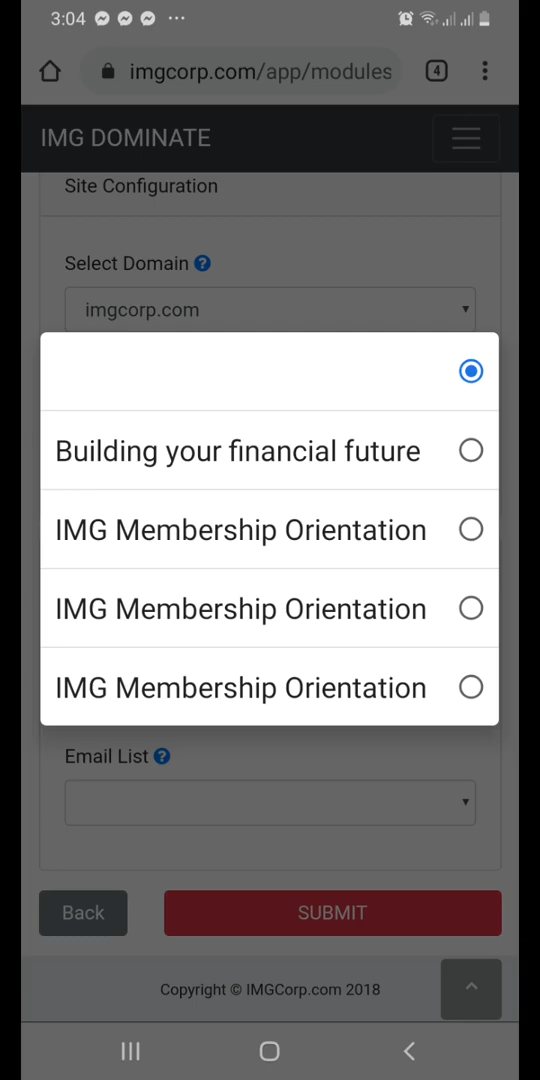 3:04
imgcorp.com/app/modules
4
IMG DOMINATE
Site Configuration
Select Domain ?
imgcorp.com
Building your financial future
IMG Membership Orientation
IMG Membership Orientation
IMG Membership Orientation
Email List ?
Back
SUBMIT
Copyright © IMGCorp.com 2018